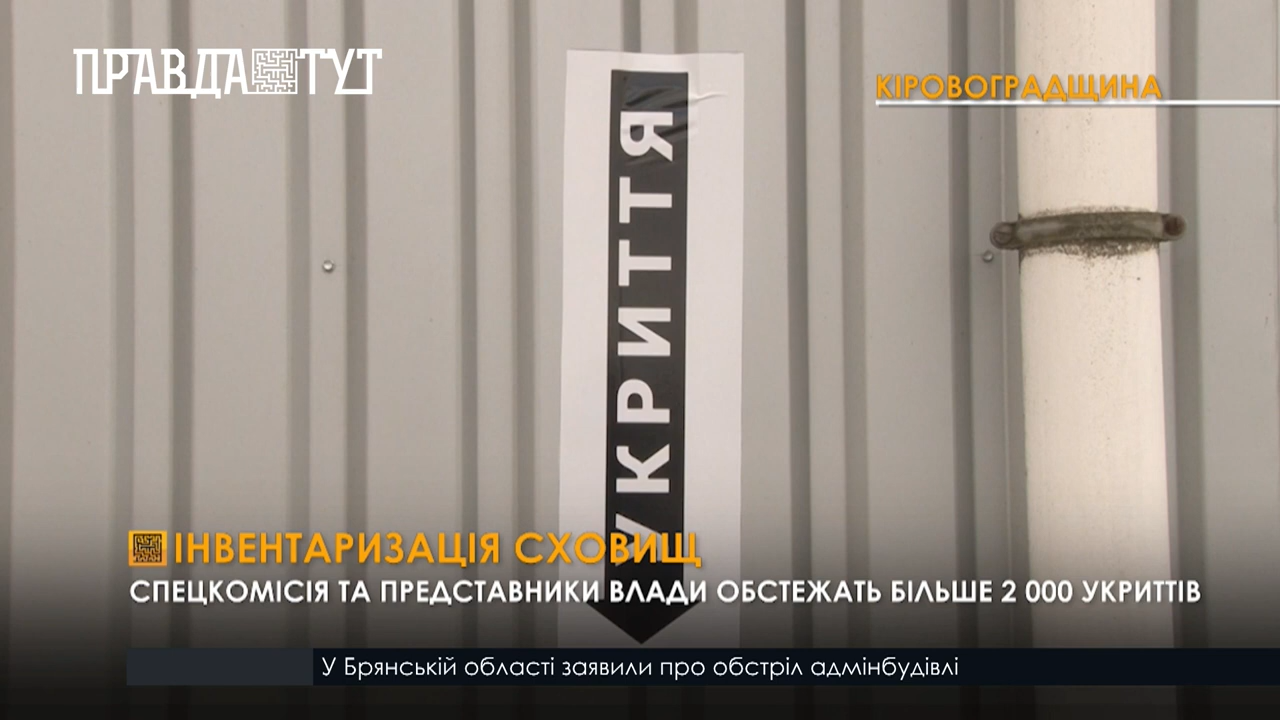 ПРАВДА ТУТ
КІРОВОГРАДЩИНА
УКРИТТЯ
ІНВЕНТАРИЗАЦІЯ СХОВИЩ
СПЕЦКОМІСІЯ ТА ПРЕДСТАВНИКИ ВЛАДИ ОБСТЕЖАТЬ БІЛЬШЕ 2 000 УКРИТТІВ
У Брянській області заявили про обстріл адмінбудівлі